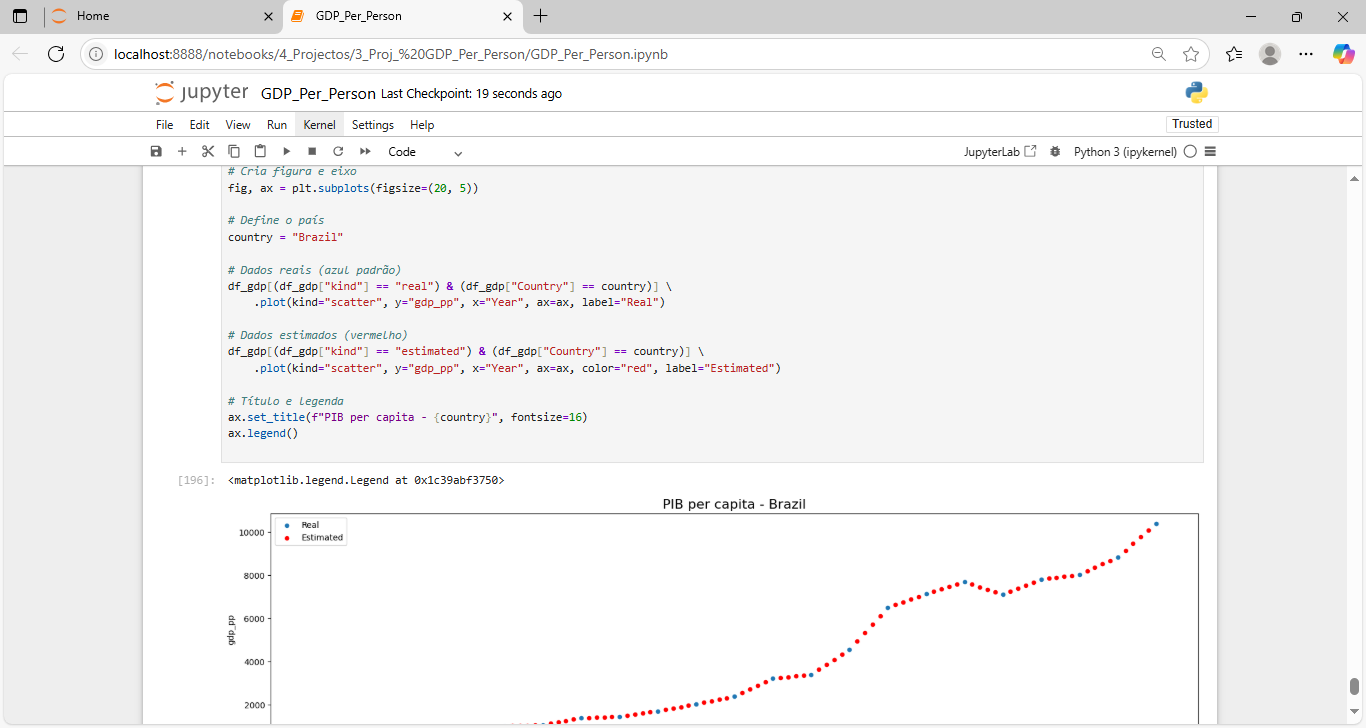 Home
GDP_Per_Person
localhost:8888/notebooks/4_Projectos/3_Proj_%20GDP_Per_Person/GDP_Per_Person.ipynb
jupyter GDP_Per_Person Last Checkpoint: 19 seconds ago
File Edit View Run Kernel Settings Help
Trusted
Code
JupyterLab
Python 3 (ipykernel)
# Cria figura e eixo
fig, ax = plt.subplots(figsize=(20, 5))
# Define o país
country = "Brazil"
# Dados reais (azul padrão)
df_gdp[(df_gdp["kind"] == "real") & (df_gdp["Country"] == country)] \
    .plot(kind="scatter", y="gdp_pp", x="Year", ax=ax, label="Real")
# Dados estimados (vermelho)
df_gdp[(df_gdp["kind"] == "estimated") & (df_gdp["Country"] == country)] \
    .plot(kind="scatter", y="gdp_pp", x="Year", ax=ax, color="red", label="Estimated")
# Título e legenda
ax.set_title(f"PIB per capita - {country}", fontsize=16)
ax.legend()
[196]: <matplotlib.legend.Legend at 0x1c39abf3750>
PIB per capita - Brazil
Real
Estimated
10000
8000
6000
4000
2000
gdp_pp